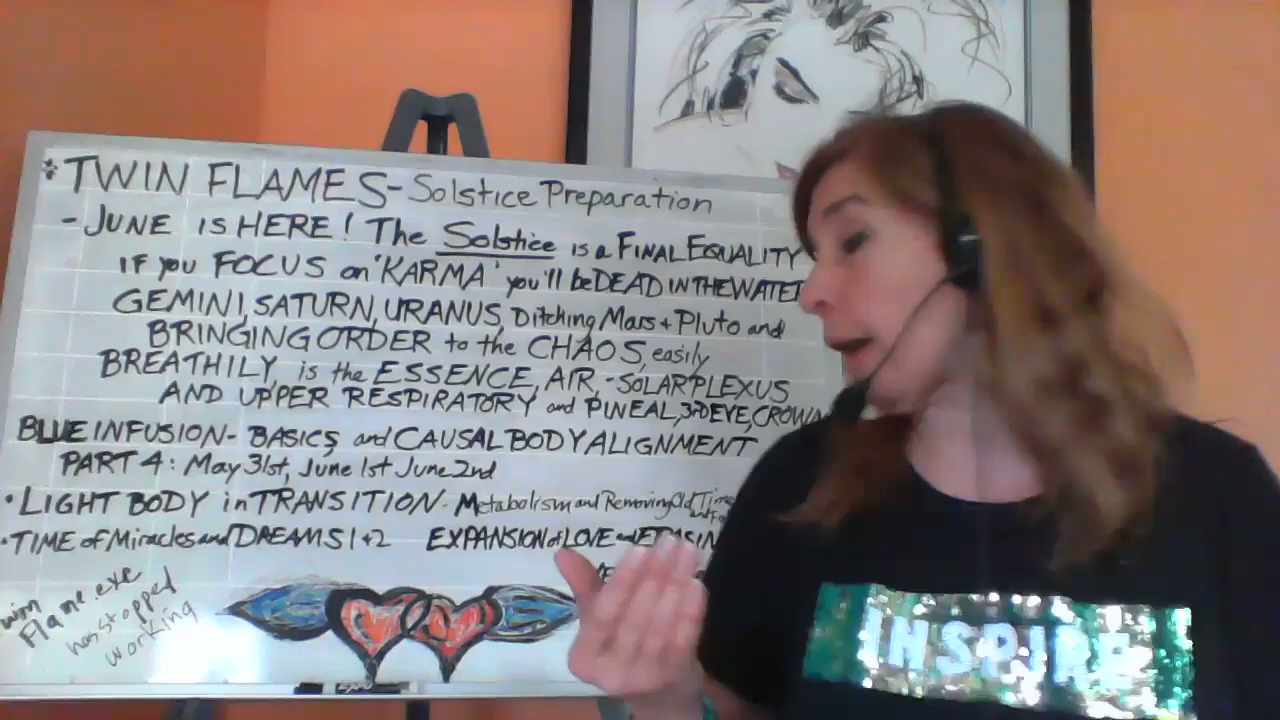 * TWIN FLAMES - Solstice Preparation
- JUNE IS HERE! The Solstice is a FINAL EQUALITY
IF you FOCUS on 'KARMA' you'll be DEAD IN THE WATER
GEMINI, SATURN, URANUS, Ditching Mars + Pluto and
BRINGING ORDER to the CHAOS, easily
BREATHILY is the ESSENCE, AIR, - SOLAR PLEXUS
AND UPPER RESPIRATORY and PINEAL, 3RD EYE, CROWN
BLUE INFUSION - BASICS and CAUSAL BODY ALIGNMENT
PART 4: May 31st, June 1st June 2nd
• LIGHT BODY in TRANSITION - Metabolism and Removing Old Time
• TIME of Miracles and DREAMS 1 + 2 EXPANSION of LOVE and
Twin
Flame.exe
has stopped
working
INSPIRE